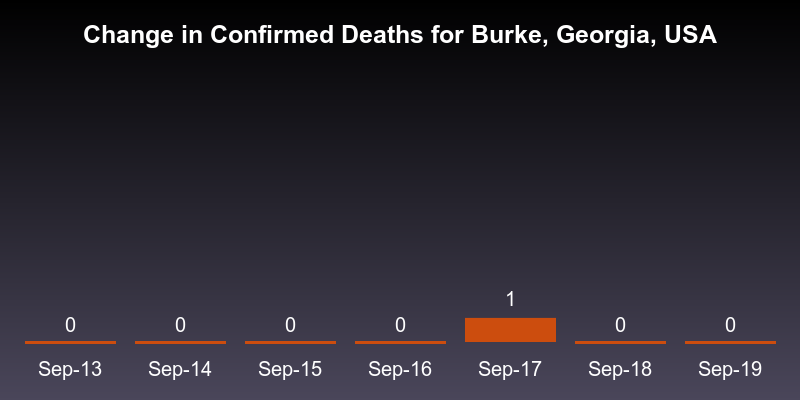 Change in Confirmed Deaths for Burke, Georgia, USA
1
0 0 0 0 0 0
Sep-13 Sep-14 Sep-15 Sep-16 Sep-17 Sep-18 Sep-19